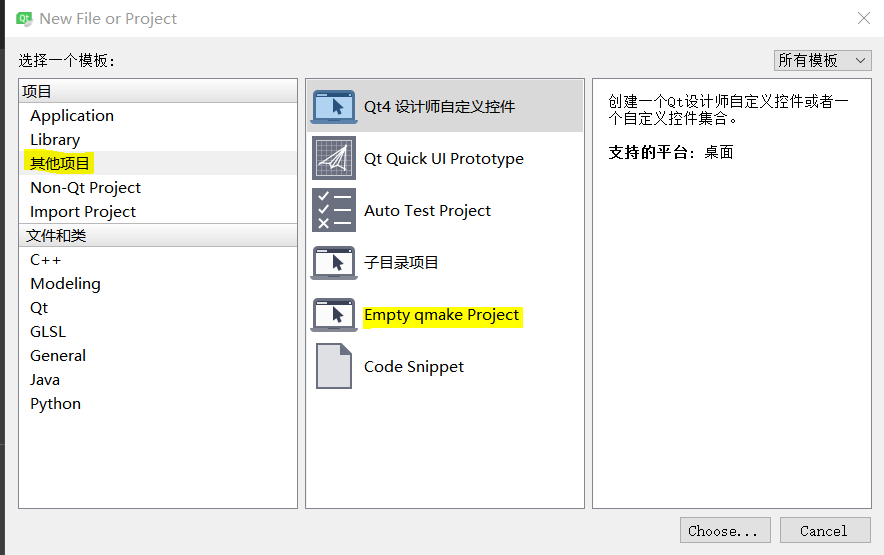 New File or Project
选择一个模板：
所有模板
项目
Application
Library
其他项目
Non-Qt Project
Import Project
文件和类
C++
Modeling
Qt
GLSL
General
Java
Python
Qt4 设计师自定义控件
Qt Quick UI Prototype
Auto Test Project
子目录项目
Empty qmake Project
Code Snippet
创建一个Qt设计师自定义控件或者一
个自定义控件集合。
支持的平台：桌面
Choose...
Cancel